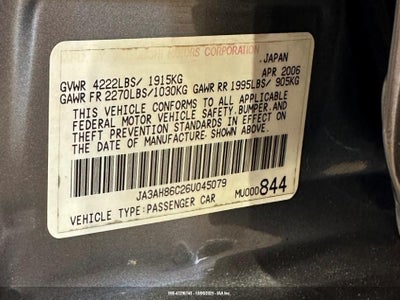 MOTORS CORPORATION
JAPAN
GVWR 4222LBS/ 1915KG APR 2006
GAWR FR 2270LBS/1030KG GAWR RR 1995LBS/ 905KG
THIS VEHICLE CONFORMS TO ALL APPLICABLE
FEDERAL MOTOR VEHICLE SAFETY,BUMPER,AND
THEFT PREVENTION STANDARDS IN EFFECT ON
THE DATE OF MANUFACTURE SHOWN ABOVE.
JA3AH86C26U045079
MU000844
VEHICLE TYPE:PASSENGER CAR